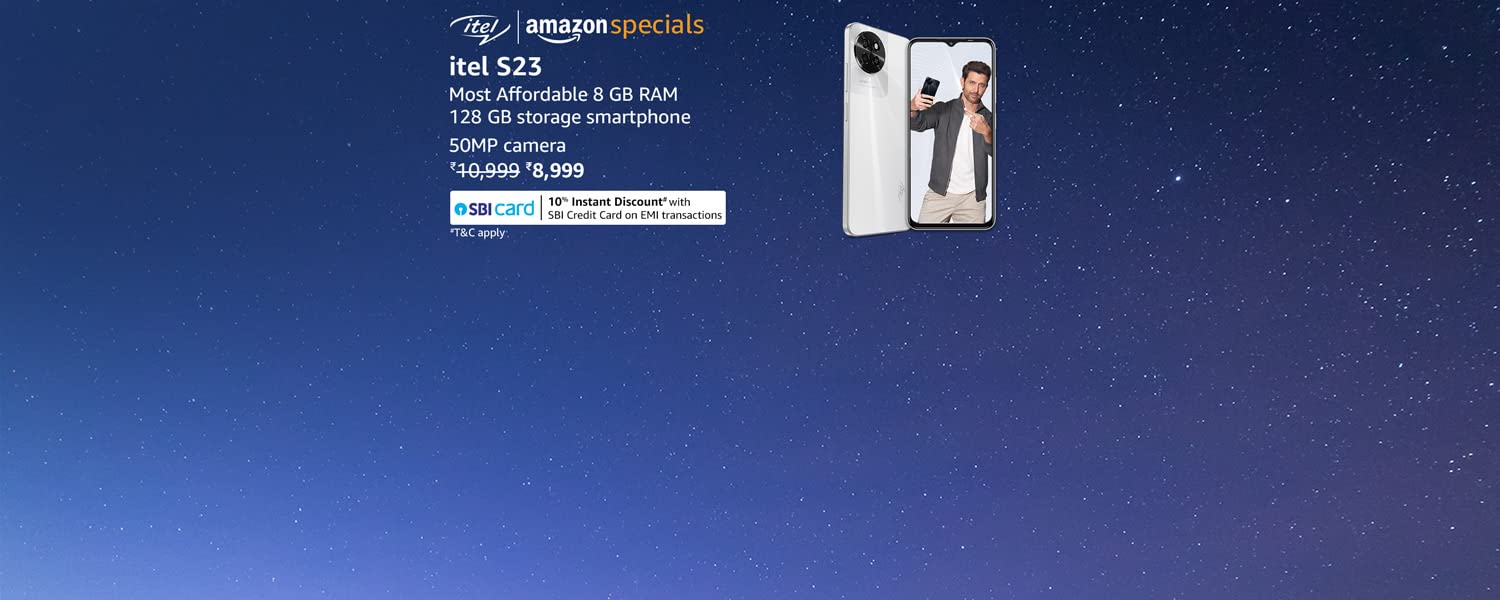 itel | amazon specials
itel S23
Most Affordable 8 GB RAM
128 GB storage smartphone
50MP camera
₹10,999 ₹8,999
SBI card | 10% Instant Discount# with
SBI Credit Card on EMI transactions
#T&C apply
itel